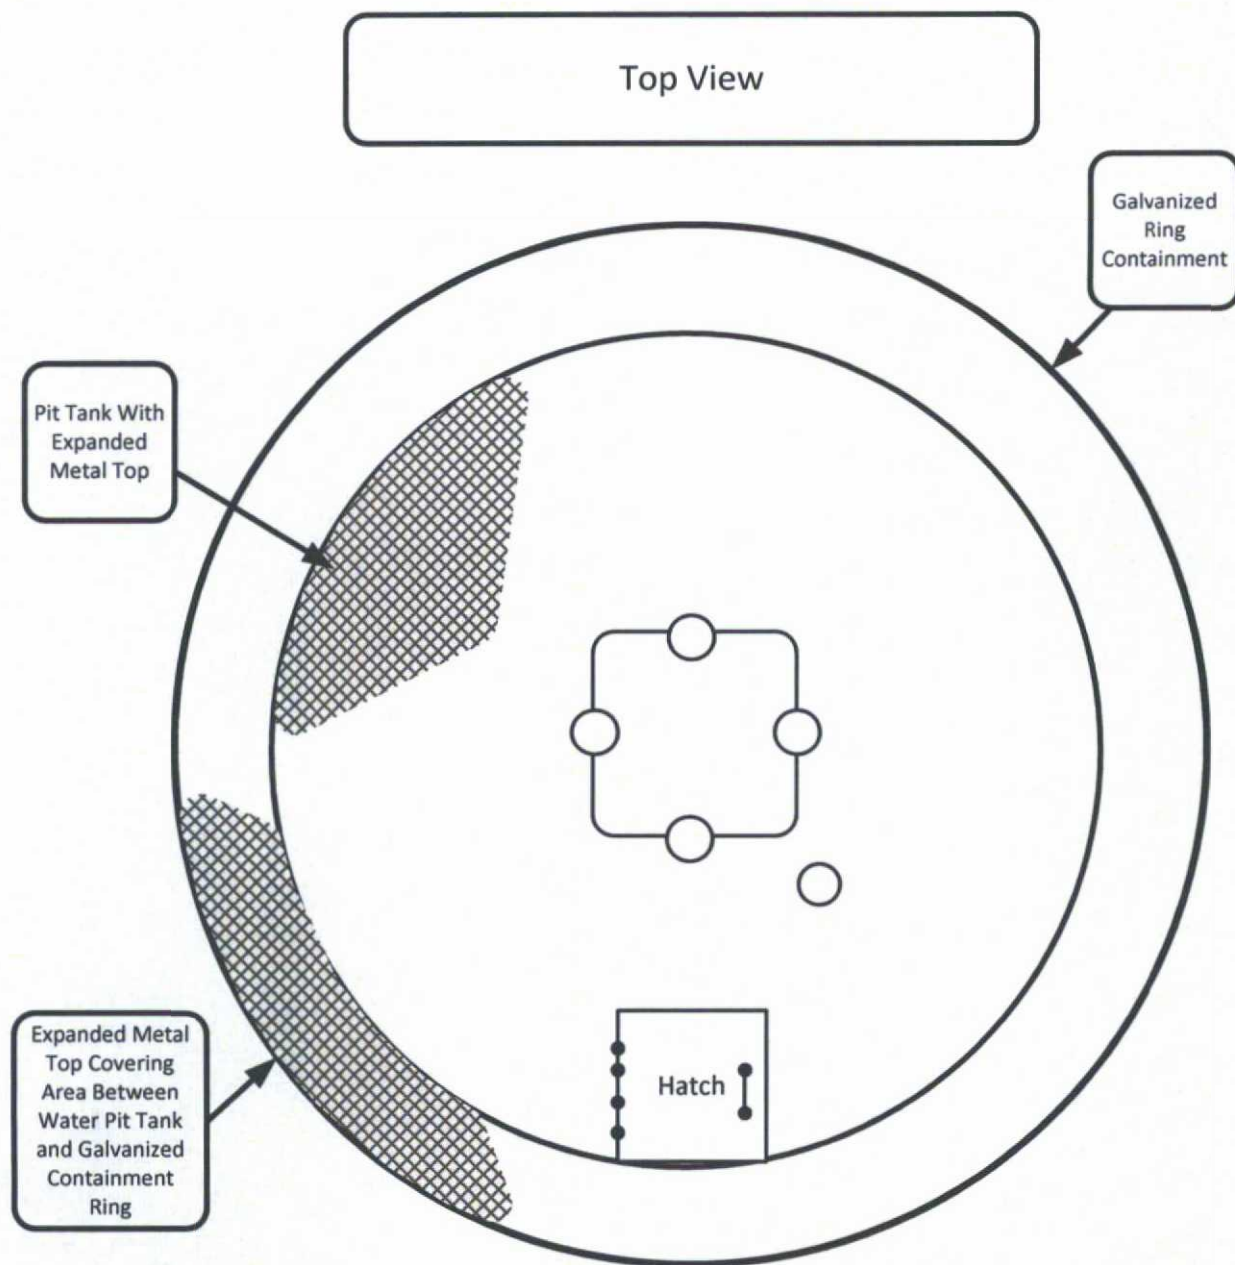 Top View
Galvanized
Ring
Containment
Pit Tank With
Expanded
Metal Top
Expanded Metal
Top Covering
Area Between
Water Pit Tank
and Galvanized
Containment
Ring
Hatch